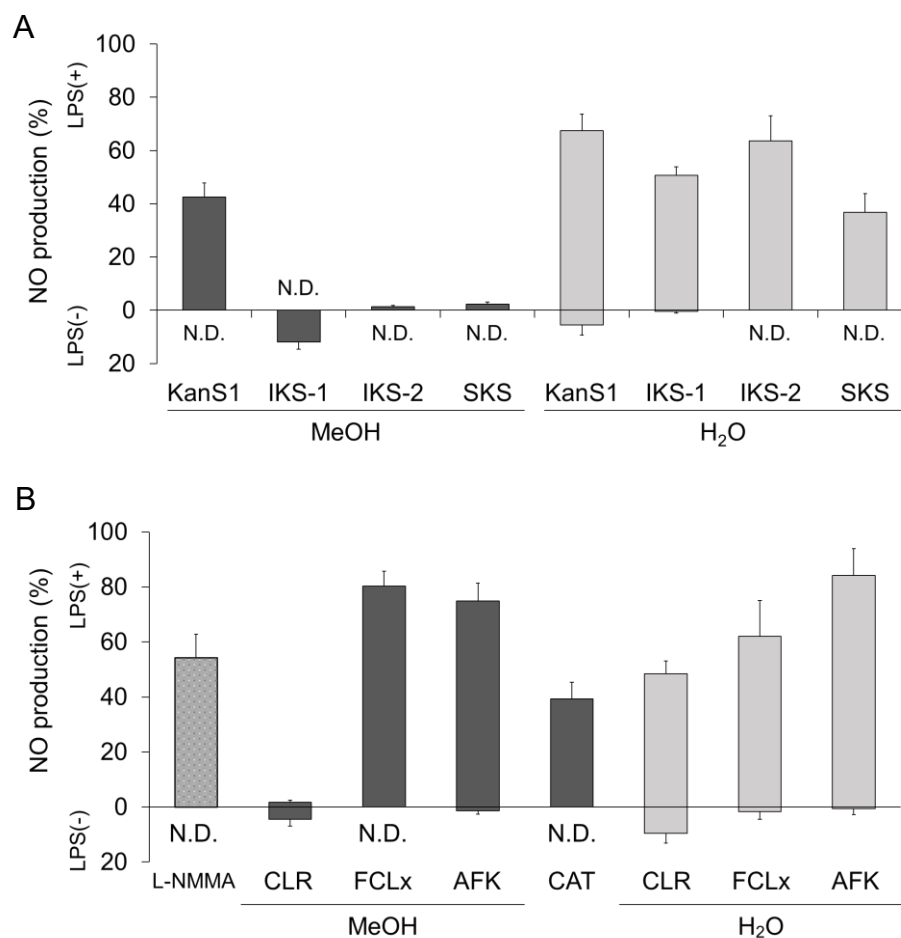 A
NO production (%)
LPS(+)
LPS(-)
100
80
60
40
20
0
20
N.D.
N.D. N.D. N.D. N.D. N.D.
KanS1 IKS-1 IKS-2 SKS KanS1 IKS-1 IKS-2 SKS
MeOH H₂O
B
NO production (%)
LPS(+)
LPS(-)
100
80
60
40
20
0
20
N.D. N.D. N.D.
L-NMMA CLR FCLx AFK CAT CLR FCLx AFK
MeOH H₂O